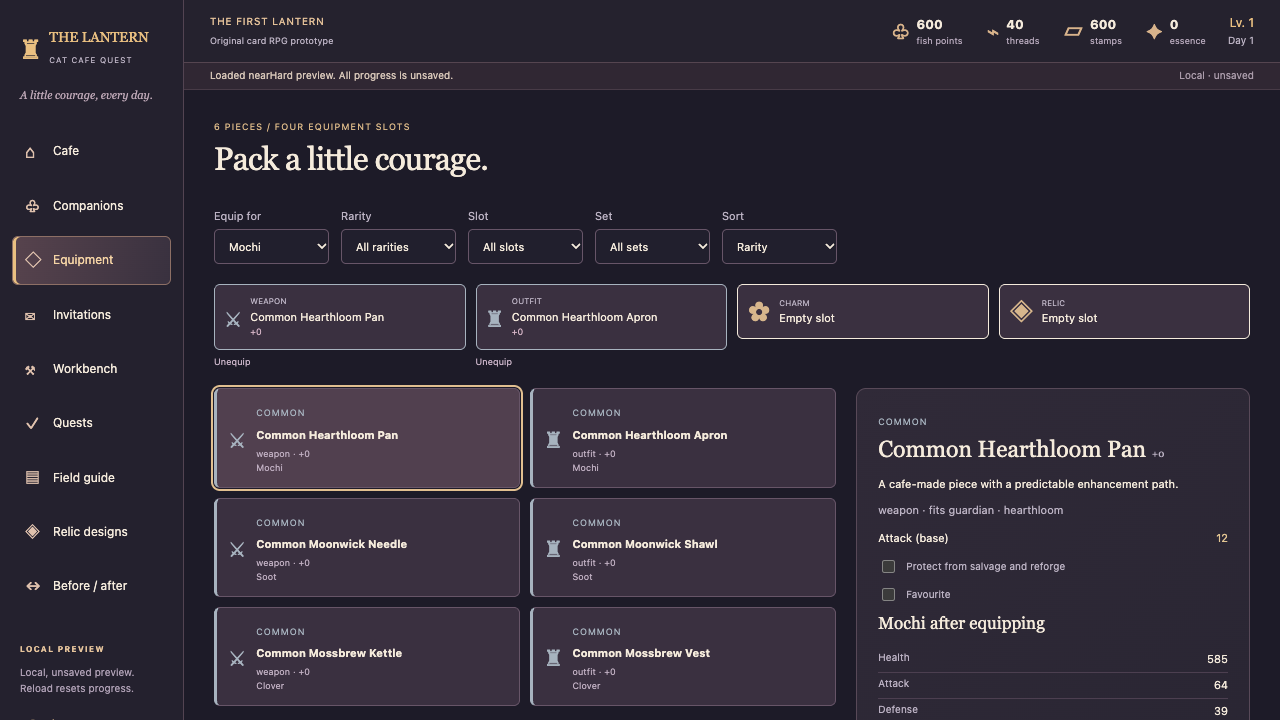 THE LANTERN
CAT CAFE QUEST
A little courage, every day.
Cafe
Companions
Equipment
Invitations
Workbench
Quests
Field guide
Relic designs
Before / after
LOCAL PREVIEW
Local, unsaved preview.
Reload resets progress.
THE FIRST LANTERN
Original card RPG prototype
600
fish points
40
threads
600
stamps
0
essence
Lv. 1
Day 1
Loaded nearHard preview. All progress is unsaved.
Local · unsaved
6 PIECES / FOUR EQUIPMENT SLOTS
Pack a little courage.
Equip for
Rarity
Slot
Set
Sort
Mochi
All rarities
All slots
All sets
Rarity
WEAPON
Common Hearthloom Pan
+0
Unequip
OUTFIT
Common Hearthloom Apron
+0
Unequip
CHARM
Empty slot
RELIC
Empty slot
COMMON
Common Hearthloom Pan
weapon · +0
Mochi
COMMON
Common Hearthloom Apron
outfit · +0
Mochi
COMMON
Common Moonwick Needle
weapon · +0
Soot
COMMON
Common Moonwick Shawl
outfit · +0
Soot
COMMON
Common Mossbrew Kettle
weapon · +0
Clover
COMMON
Common Mossbrew Vest
outfit · +0
Clover
COMMON
Common Hearthloom Pan +0
A cafe-made piece with a predictable enhancement path.
weapon · fits guardian · hearthloom
Attack (base) 12
Protect from salvage and reforge
Favourite
Mochi after equipping
Health 585
Attack 64
Defense 39